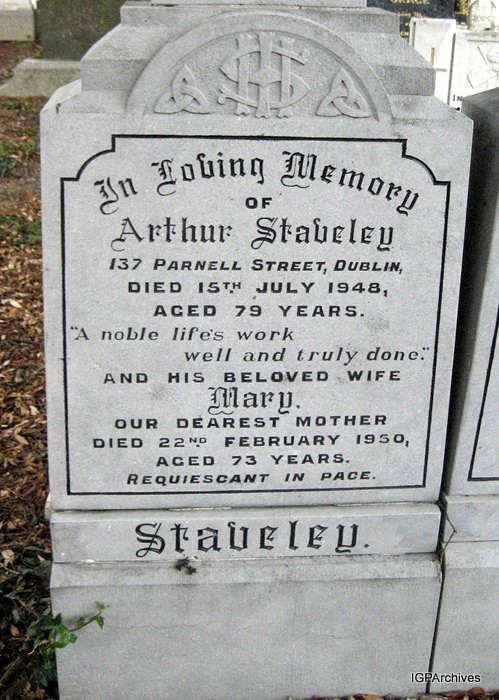 IHS
In Loving Memory
OF
Arthur Staveley
137 PARNELL STREET, DUBLIN,
DIED 15TH JULY 1948,
AGED 79 YEARS.
"A noble life's work
well and truly done."
AND HIS BELOVED WIFE
Mary,
OUR DEAREST MOTHER
DIED 22ND FEBRUARY 1950,
AGED 73 YEARS.
REQUIESCANT IN PACE.
Staveley.
IGPArchives